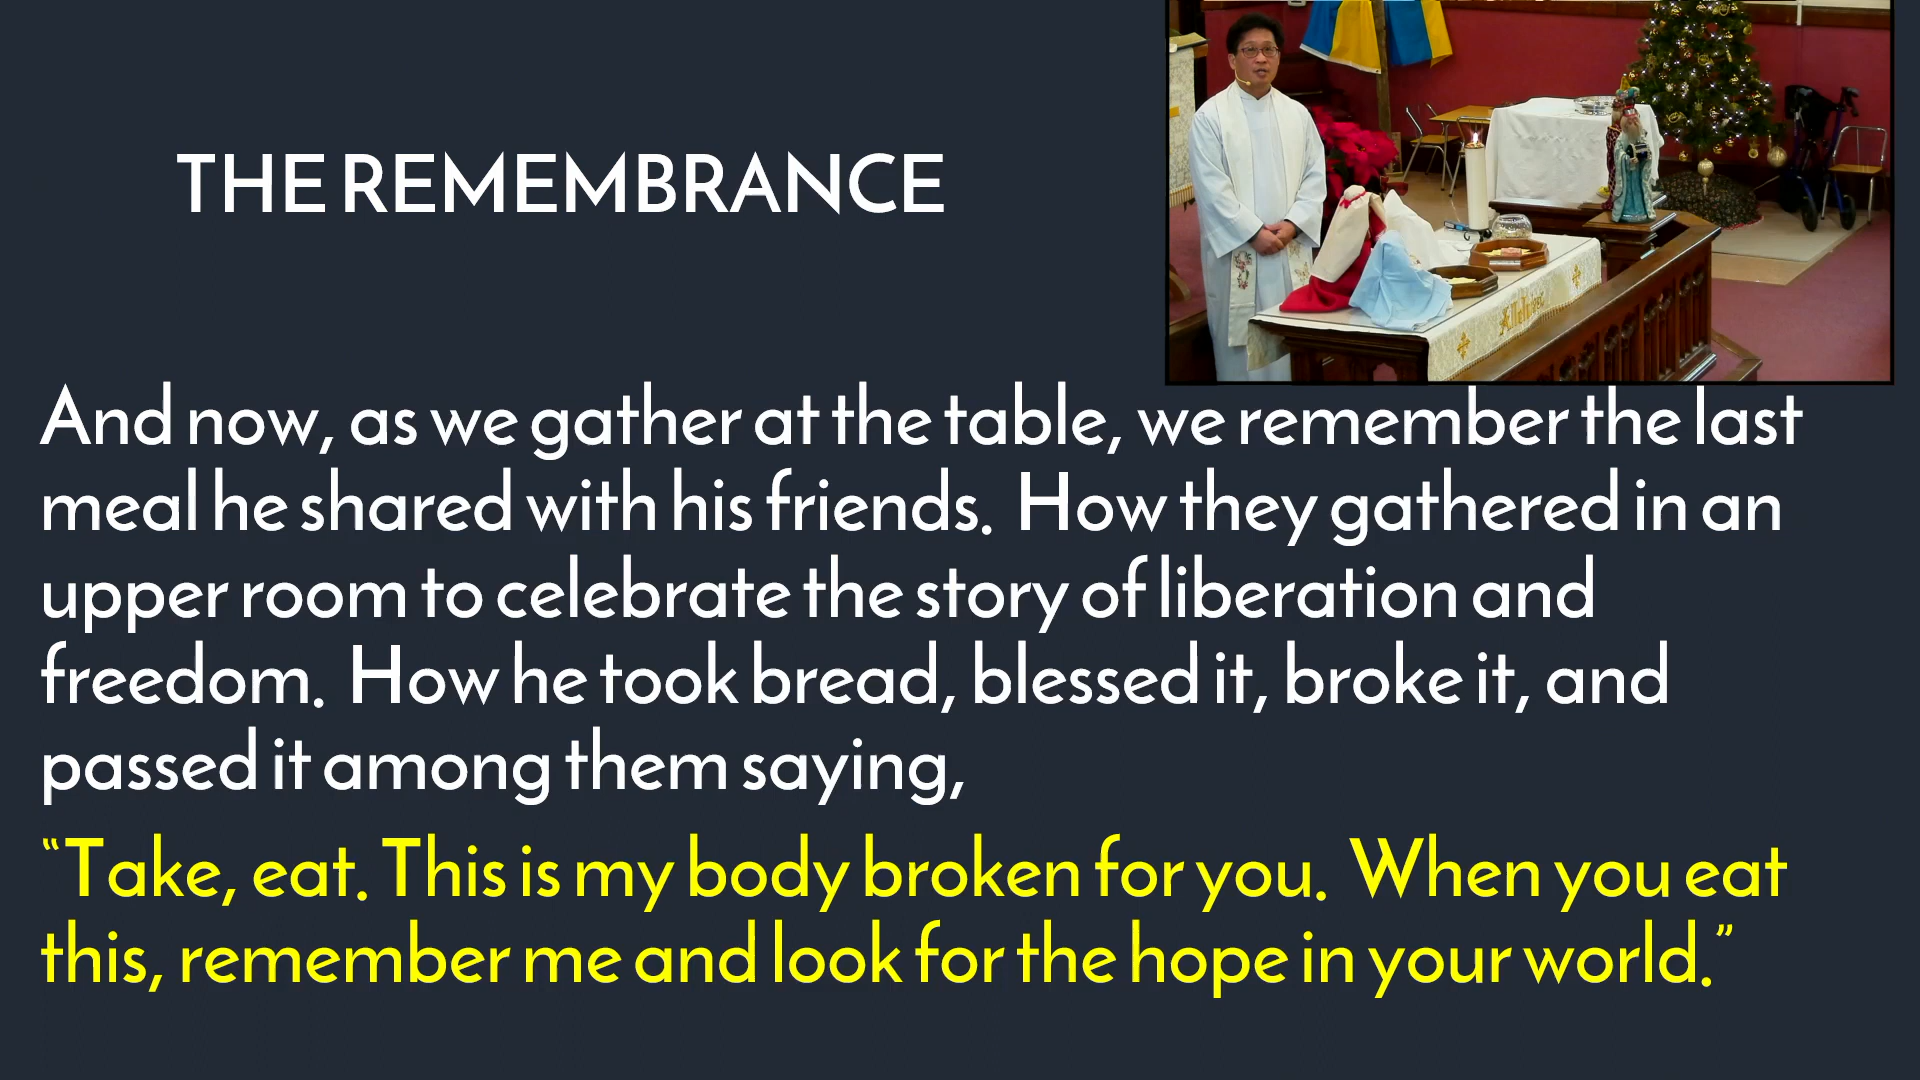 THE REMEMBRANCE
And now, as we gather at the table, we remember the last
meal he shared with his friends.  How they gathered in an
upper room to celebrate the story of liberation and
freedom.  How he took bread, blessed it, broke it, and
passed it among them saying,
“Take, eat. This is my body broken for you.  When you eat
this, remember me and look for the hope in your world.”